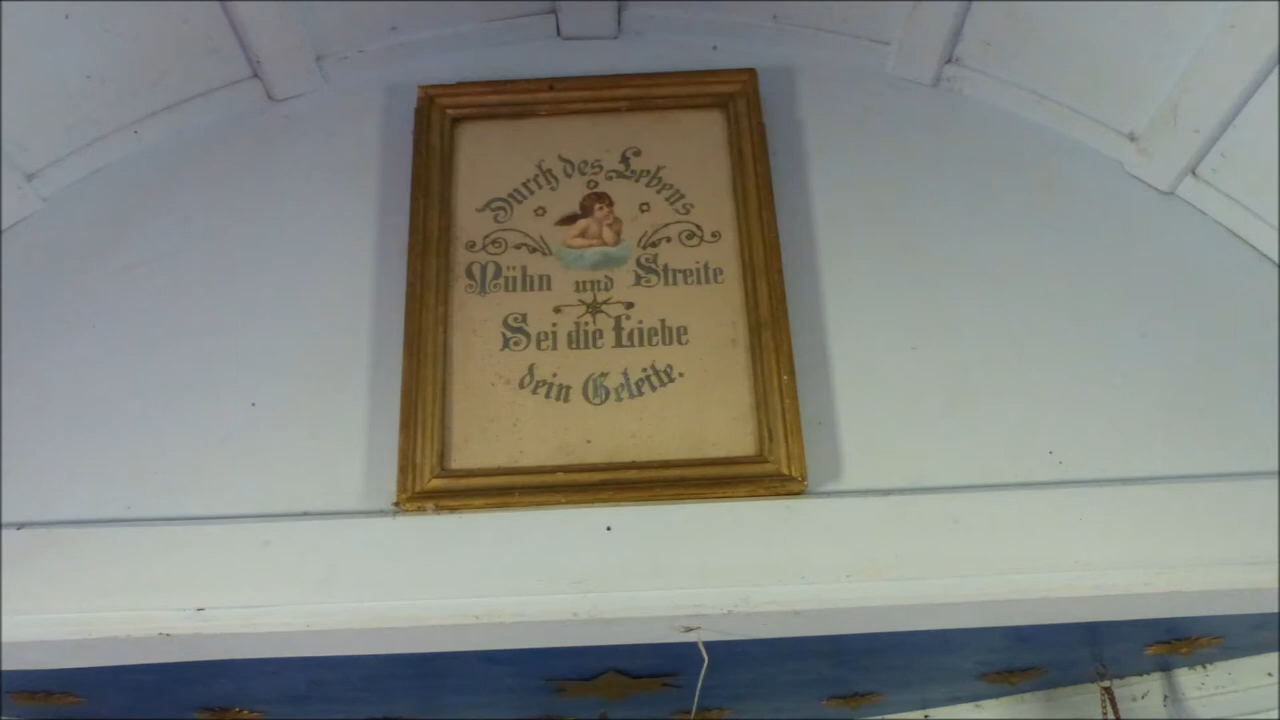 Durch des Lebens
Mühn und Streite
Sei die Liebe
dein Geleite.